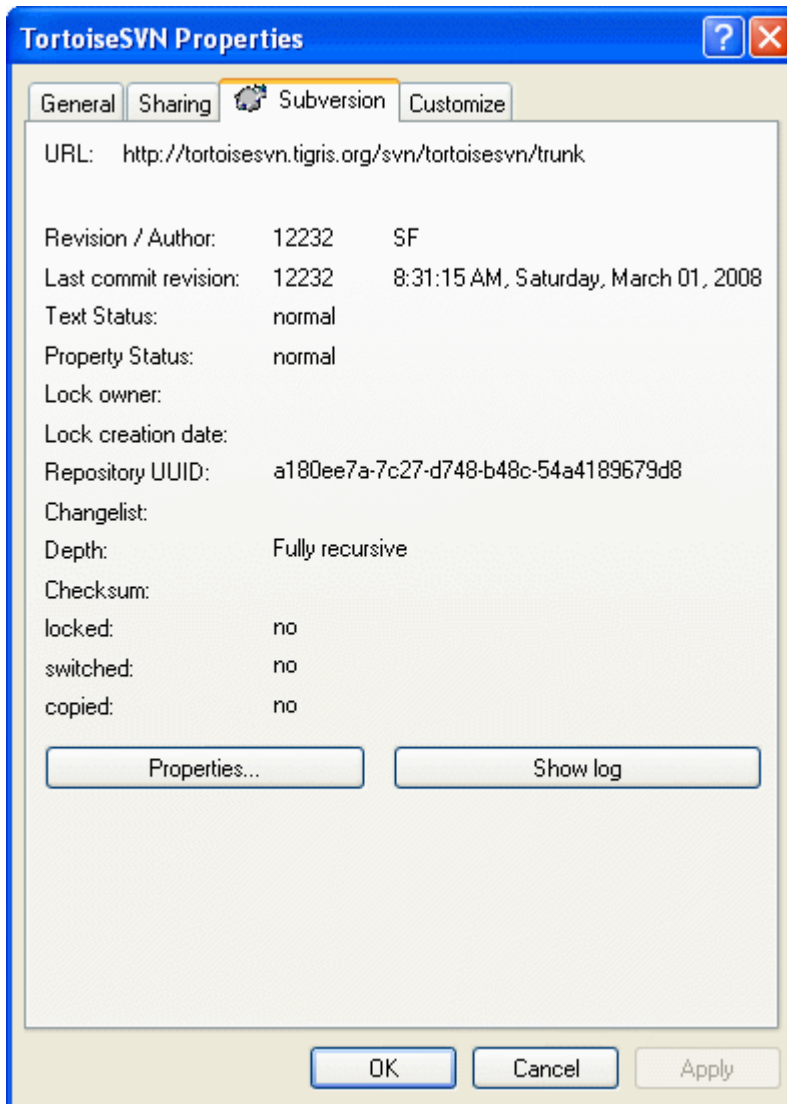 TortoiseSVN Properties
General Sharing Subversion Customize
URL: http://tortoisesvn.tigris.org/svn/tortoisesvn/trunk
Revision / Author: 12232 SF
Last commit revision: 12232 8:31:15 AM, Saturday, March 01, 2008
Text Status: normal
Property Status: normal
Lock owner:
Lock creation date:
Repository UUID: a180ee7a-7c27-d748-b48c-54a4189679d8
Changelist:
Depth: Fully recursive
Checksum:
locked: no
switched: no
copied: no
Properties... Show log
OK Cancel Apply